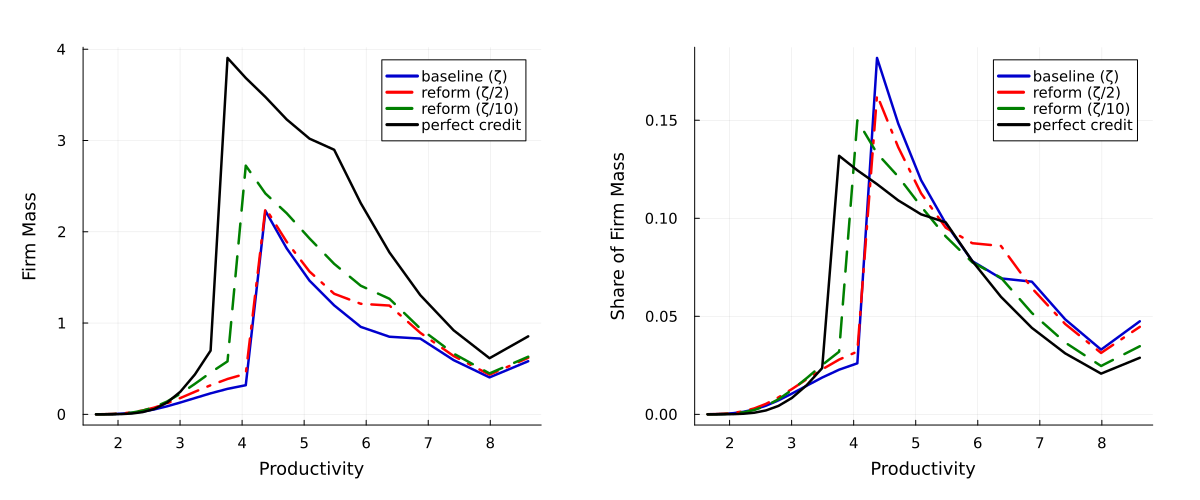 4
3
2
1
0
Firm Mass
2
3
4
5
6
7
8
Productivity
baseline (ζ)
reform (ζ/2)
reform (ζ/10)
perfect credit
0.15
0.10
0.05
0.00
Share of Firm Mass
2
3
4
5
6
7
8
Productivity
baseline (ζ)
reform (ζ/2)
reform (ζ/10)
perfect credit